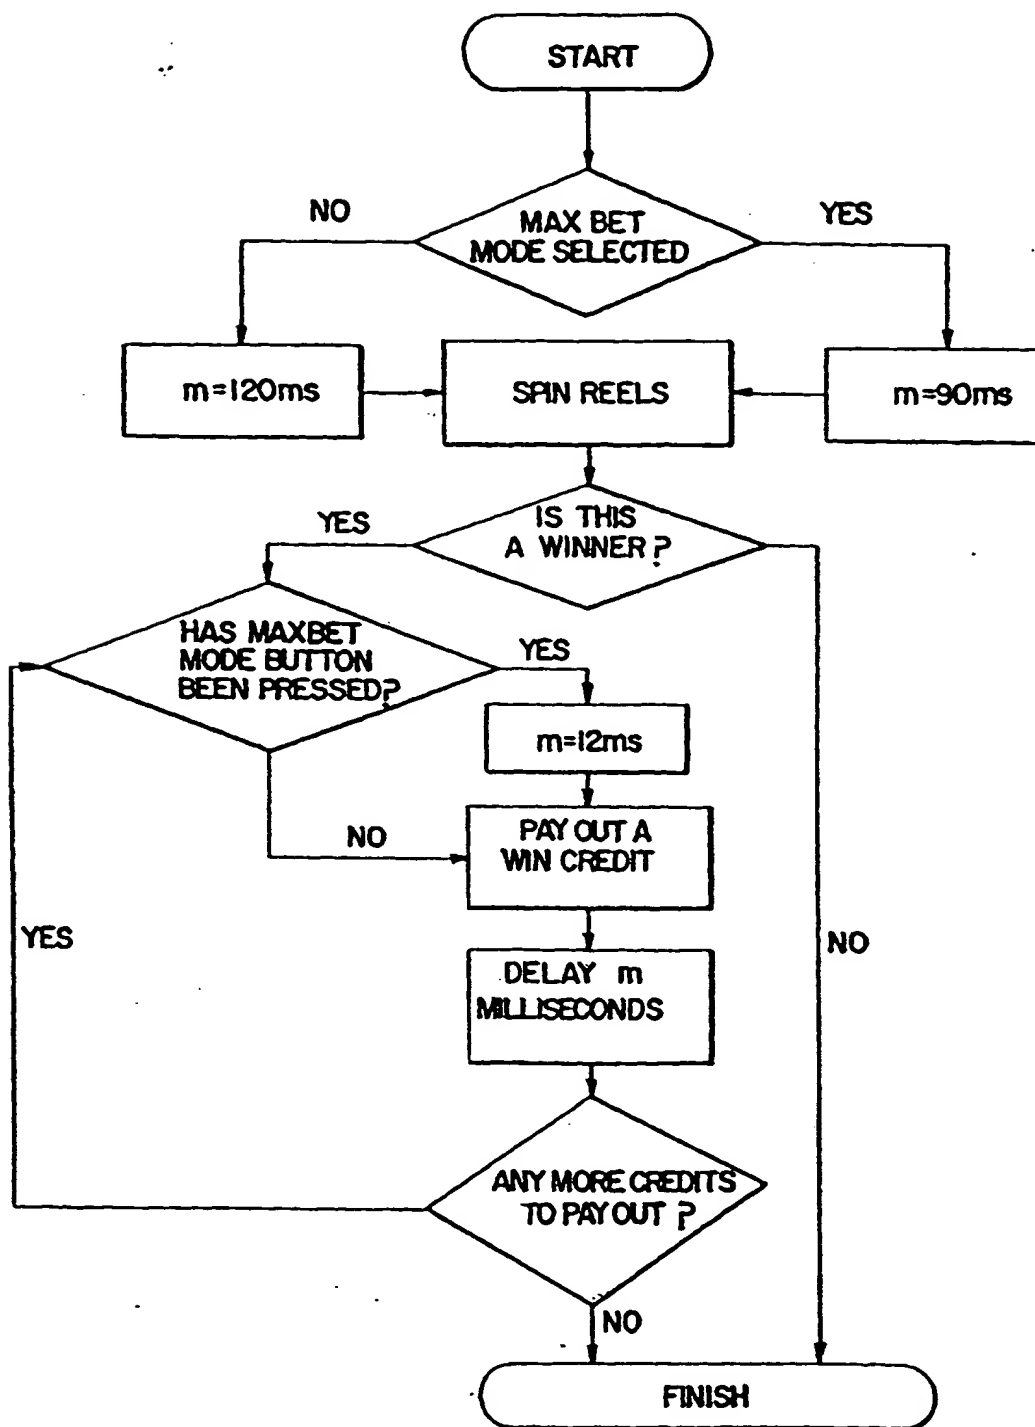 START
NO
YES
MAX BET
MODE SELECTED
m=120ms
SPIN REELS
m=90ms
YES
IS THIS
A WINNER?
HAS MAXBET
MODE BUTTON
BEEN PRESSED?
YES
m=12ms
NO
PAY OUT A
WIN CREDIT
YES
NO
DELAY m
MILLISECONDS
ANY MORE CREDITS
TO PAY OUT ?
NO
FINISH